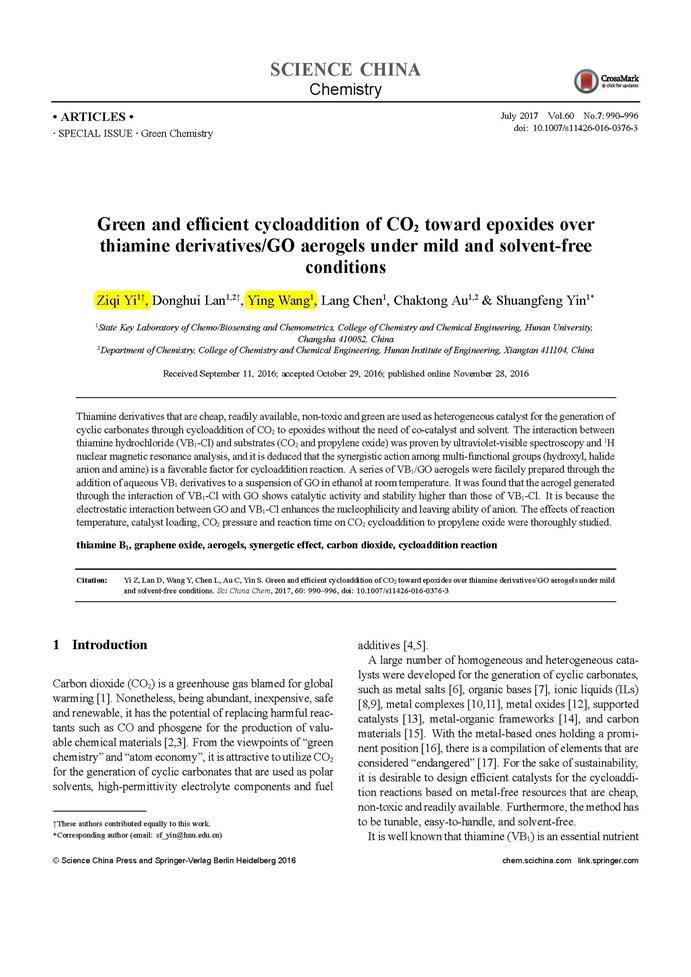 SCIENCE CHINA
Chemistry
CrossMark
click for updates
• ARTICLES •
· SPECIAL ISSUE · Green Chemistry
July 2017 Vol.60 No.7: 990–996
doi: 10.1007/s11426-016-0376-3
Green and efficient cycloaddition of CO₂ toward epoxides over
thiamine derivatives/GO aerogels under mild and solvent-free
conditions
Ziqi Yi¹†, Donghui Lan¹,²†, Ying Wang¹, Lang Chen¹, Chaktong Au¹,² & Shuangfeng Yin¹*
¹State Key Laboratory of Chemo/Biosensing and Chemometrics, College of Chemistry and Chemical Engineering, Hunan University,
Changsha 410082, China
²Department of Chemistry, College of Chemistry and Chemical Engineering, Hunan Institute of Engineering, Xiangtan 411104, China
Received September 11, 2016; accepted October 29, 2016; published online November 28, 2016
Thiamine derivatives that are cheap, readily available, non-toxic and green are used as heterogeneous catalyst for the generation of
cyclic carbonates through cycloaddition of CO₂ to epoxides without the need of co-catalyst and solvent. The interaction between
thiamine hydrochloride (VB₁-Cl) and substrates (CO₂ and propylene oxide) was proven by ultraviolet-visible spectroscopy and ¹H
nuclear magnetic resonance analysis, and it is deduced that the synergistic action among multi-functional groups (hydroxyl, halide
anion and amine) is a favorable factor for cycloaddition reaction. A series of VB₁/GO aerogels were facilely prepared through the
addition of aqueous VB₁ derivatives to a suspension of GO in ethanol at room temperature. It was found that the aerogel generated
through the interaction of VB₁-Cl with GO shows catalytic activity and stability higher than those of VB₁-Cl. It is because the
electrostatic interaction between GO and VB₁-Cl enhances the nucleophilicity and leaving ability of anion. The effects of reaction
temperature, catalyst loading, CO₂ pressure and reaction time on CO₂ cycloaddition to propylene oxide were thoroughly studied.
thiamine B₁, graphene oxide, aerogels, synergetic effect, carbon dioxide, cycloaddition reaction
Citation: Yi Z, Lan D, Wang Y, Chen L, Au C, Yin S. Green and efficient cycloaddition of CO₂ toward epoxides over thiamine derivatives/GO aerogels under mild
and solvent-free conditions. Sci China Chem, 2017, 60: 990–996, doi: 10.1007/s11426-016-0376-3
1 Introduction
Carbon dioxide (CO₂) is a greenhouse gas blamed for global
warming [1]. Nonetheless, being abundant, inexpensive, safe
and renewable, it has the potential of replacing harmful reac-
tants such as CO and phosgene for the production of valu-
able chemical materials [2,3]. From the viewpoints of “green
chemistry” and “atom economy”, it is attractive to utilize CO₂
for the generation of cyclic carbonates that are used as polar
solvents, high-permittivity electrolyte components and fuel
†These authors contributed equally to this work.
*Corresponding author (email: sf_yin@hnu.edu.cn)
additives [4,5].
A large number of homogeneous and heterogeneous cata-
lysts were developed for the generation of cyclic carbonates,
such as metal salts [6], organic bases [7], ionic liquids (ILs)
[8,9], metal complexes [10,11], metal oxides [12], supported
catalysts [13], metal-organic frameworks [14], and carbon
materials [15]. With the metal-based ones holding a promi-
nent position [16], there is a compilation of elements that are
considered “endangered” [17]. For the sake of sustainability,
it is desirable to design efficient catalysts for the cycloaddi-
tion reactions based on metal-free resources that are cheap,
non-toxic and readily available. Furthermore, the method has
to be tunable, easy-to-handle, and solvent-free.
It is well known that thiamine (VB₁) is an essential nutrient
© Science China Press and Springer-Verlag Berlin Heidelberg 2016
chem.scichina.com link.springer.com